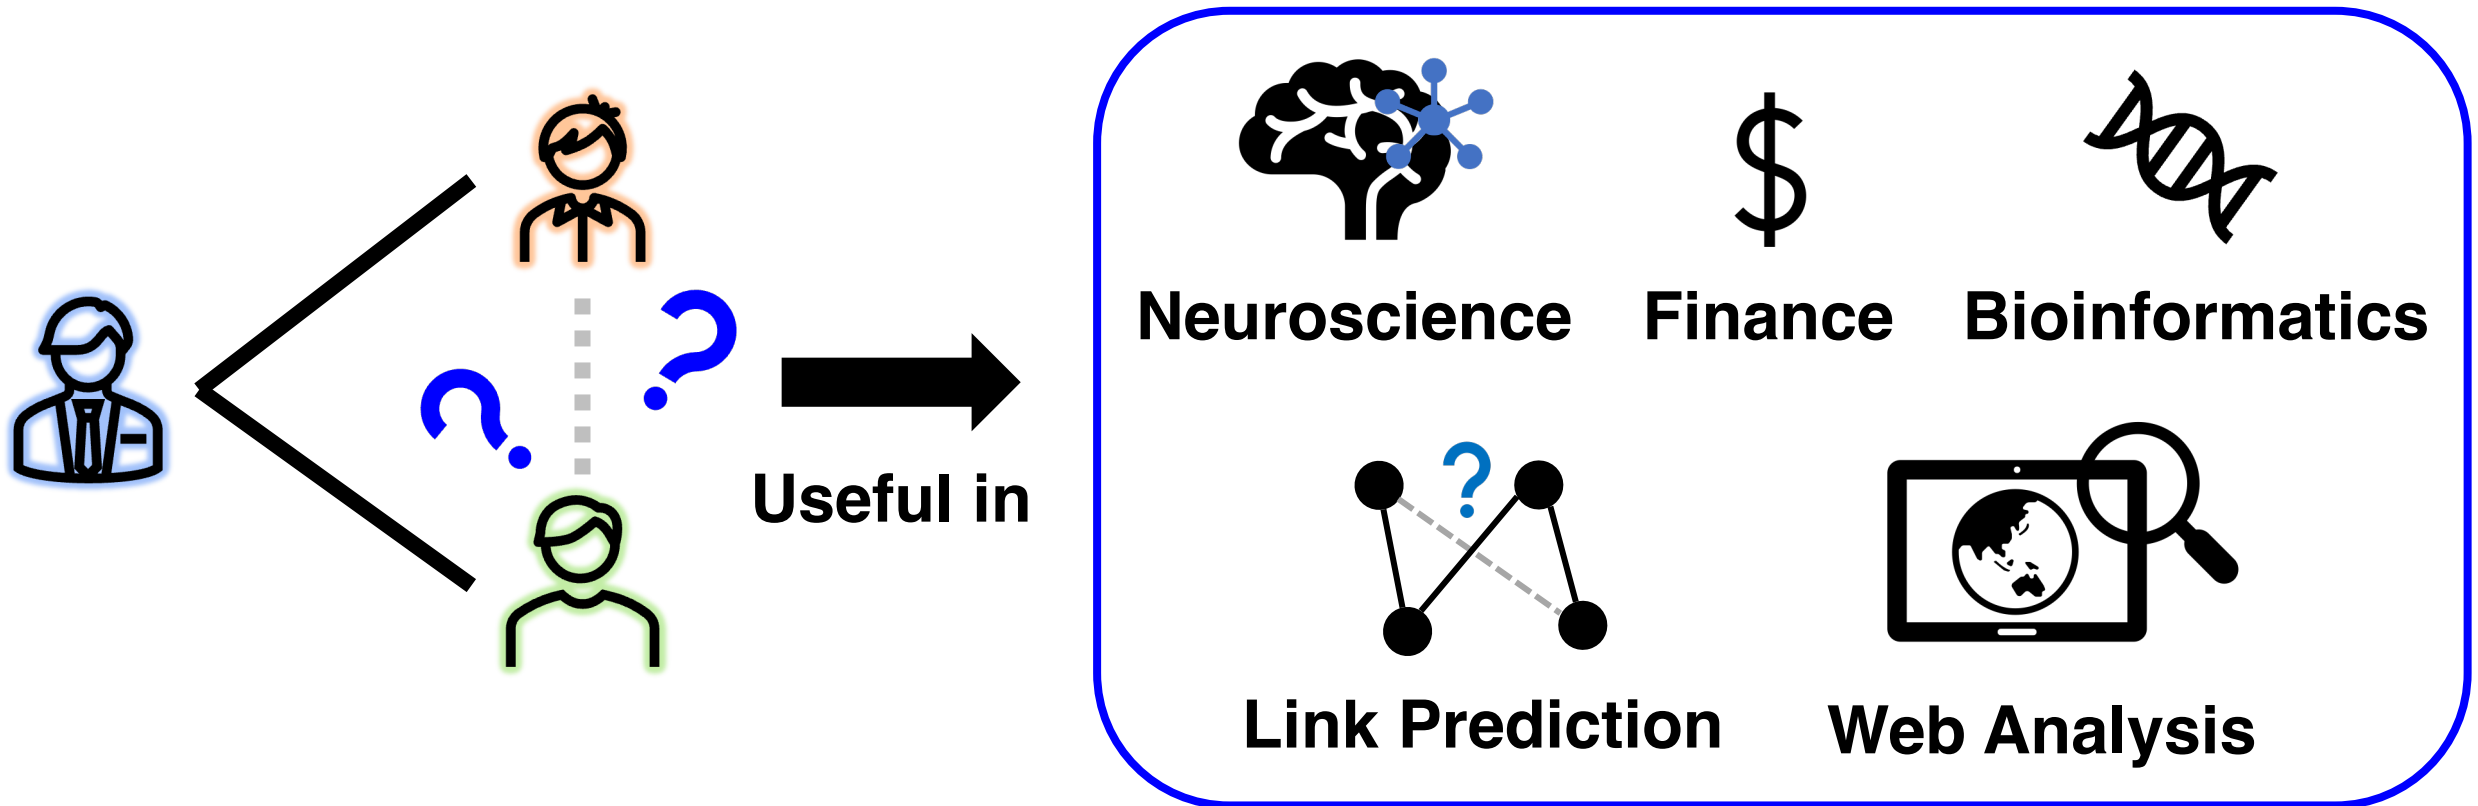 Useful in
Neuroscience
Finance
Bioinformatics
Link Prediction
Web Analysis